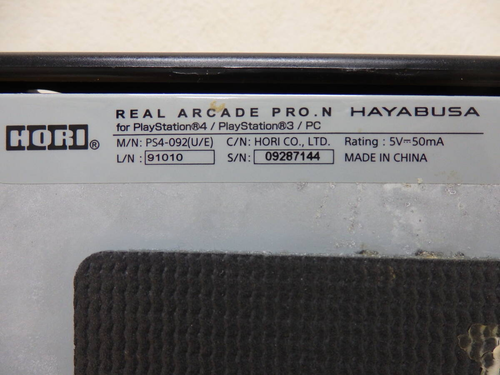 REAL ARCADE PRO.N HAYABUSA
for PlayStation®4 / PlayStation®3 / PC
HORI®
M/N: PS4-092(U/E) C/N: HORI CO., LTD. Rating : 5V⎓50mA
L/N : 91010 S/N: 09287144 MADE IN CHINA